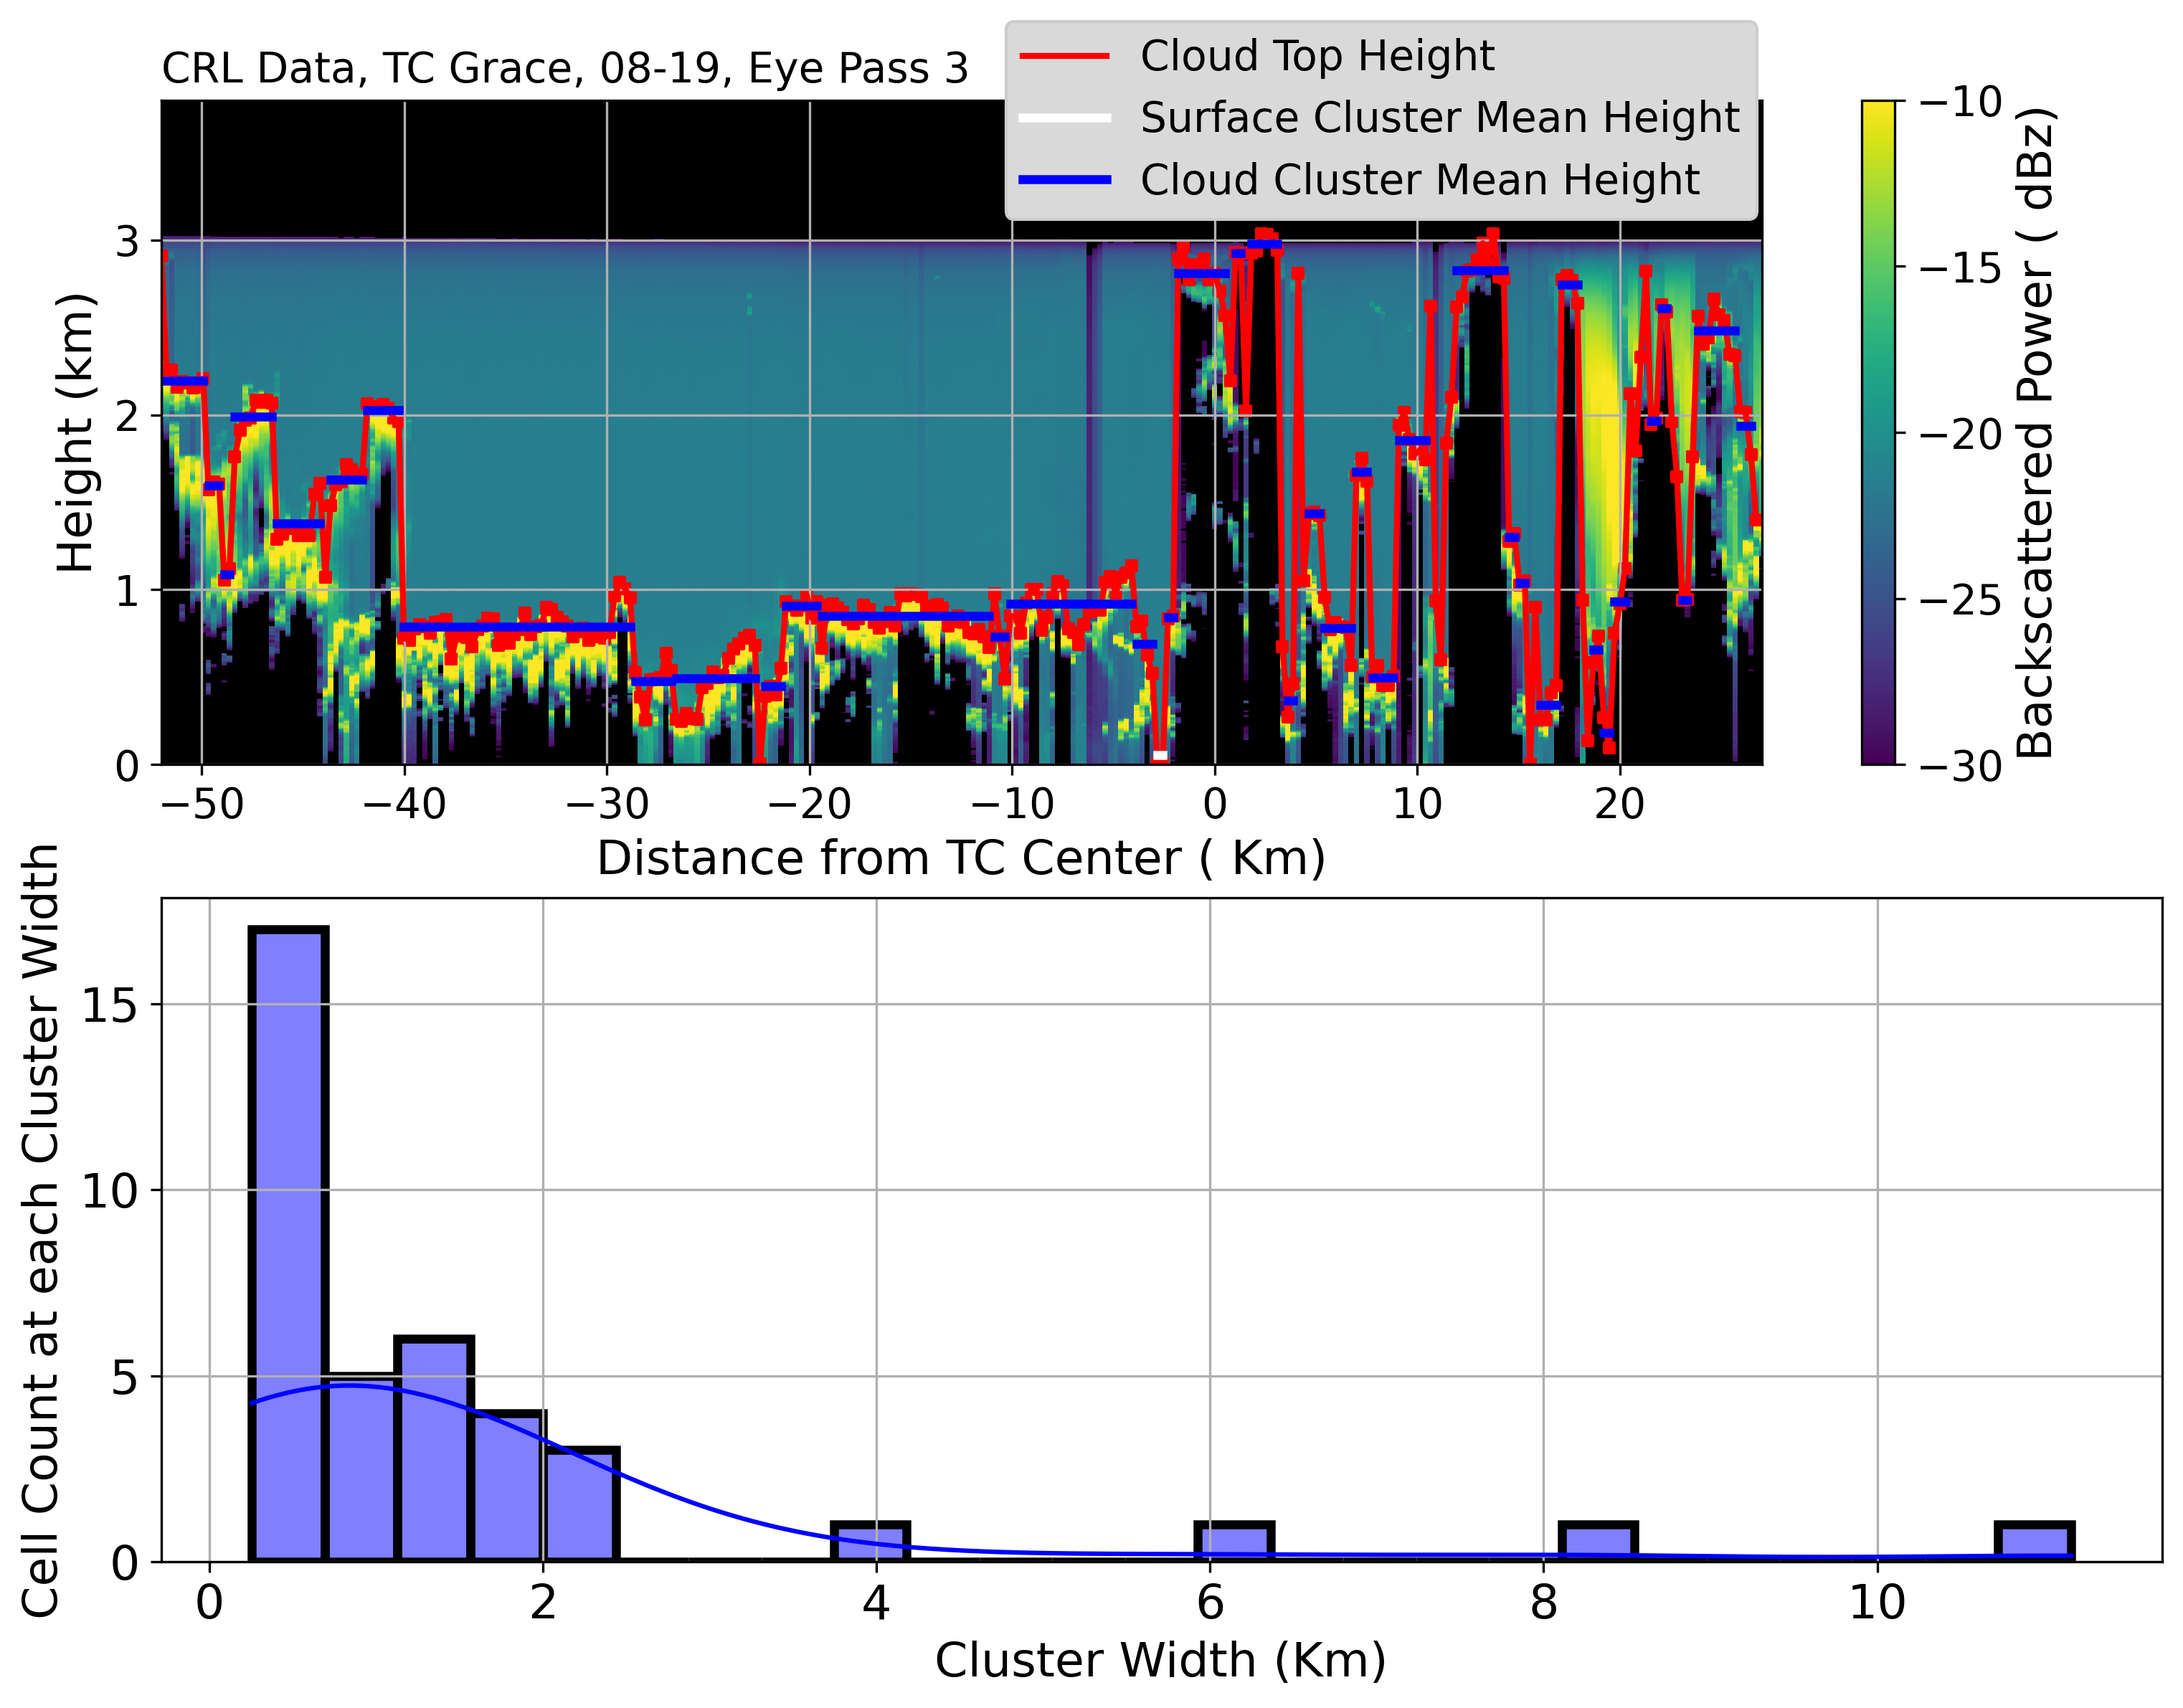 CRL Data, TC Grace, 08-19, Eye Pass 3
Cloud Top Height
Surface Cluster Mean Height
Cloud Cluster Mean Height
Height (km)
3
2
1
0
−50 −40 −30 −20 −10 0 10 20
Distance from TC Center ( Km)
−10
−15
−20
−25
−30
Backscattered Power ( dBz)
Cell Count at each Cluster Width
15
10
5
0
0 2 4 6 8 10
Cluster Width (Km)